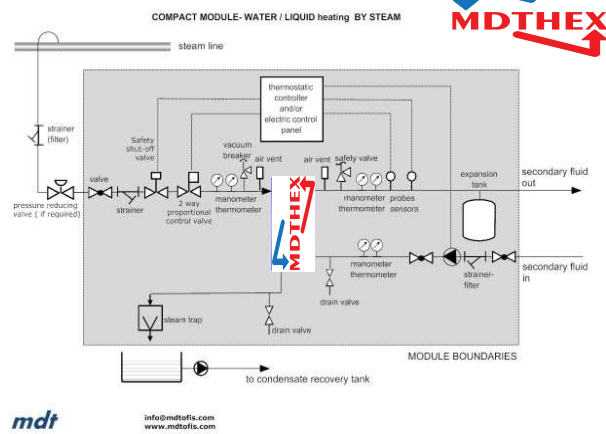 COMPACT MODULE- WATER / LIQUID heating BY STEAM
MDTHEX
steam line
thermostatic
controller
and/or
electric control
panel
strainer
(filter)
Safety
shut-off
valve
vacuum
breaker
air vent
air vent
safety valve
valve
expansion
tank
secondary fluid
out
pressure reducing
valve ( if required)
strainer
2 way
proportional
control valve
manometer
thermometer
MDTHEX
manometer
thermometer
probes
sensors
manometer
thermometer
strainer-
filter
secondary fluid
in
drain valve
steam trap
drain valve
MODULE BOUNDARIES
to condensate recovery tank
mdt
info@mdtofis.com
www.mdtofis.com